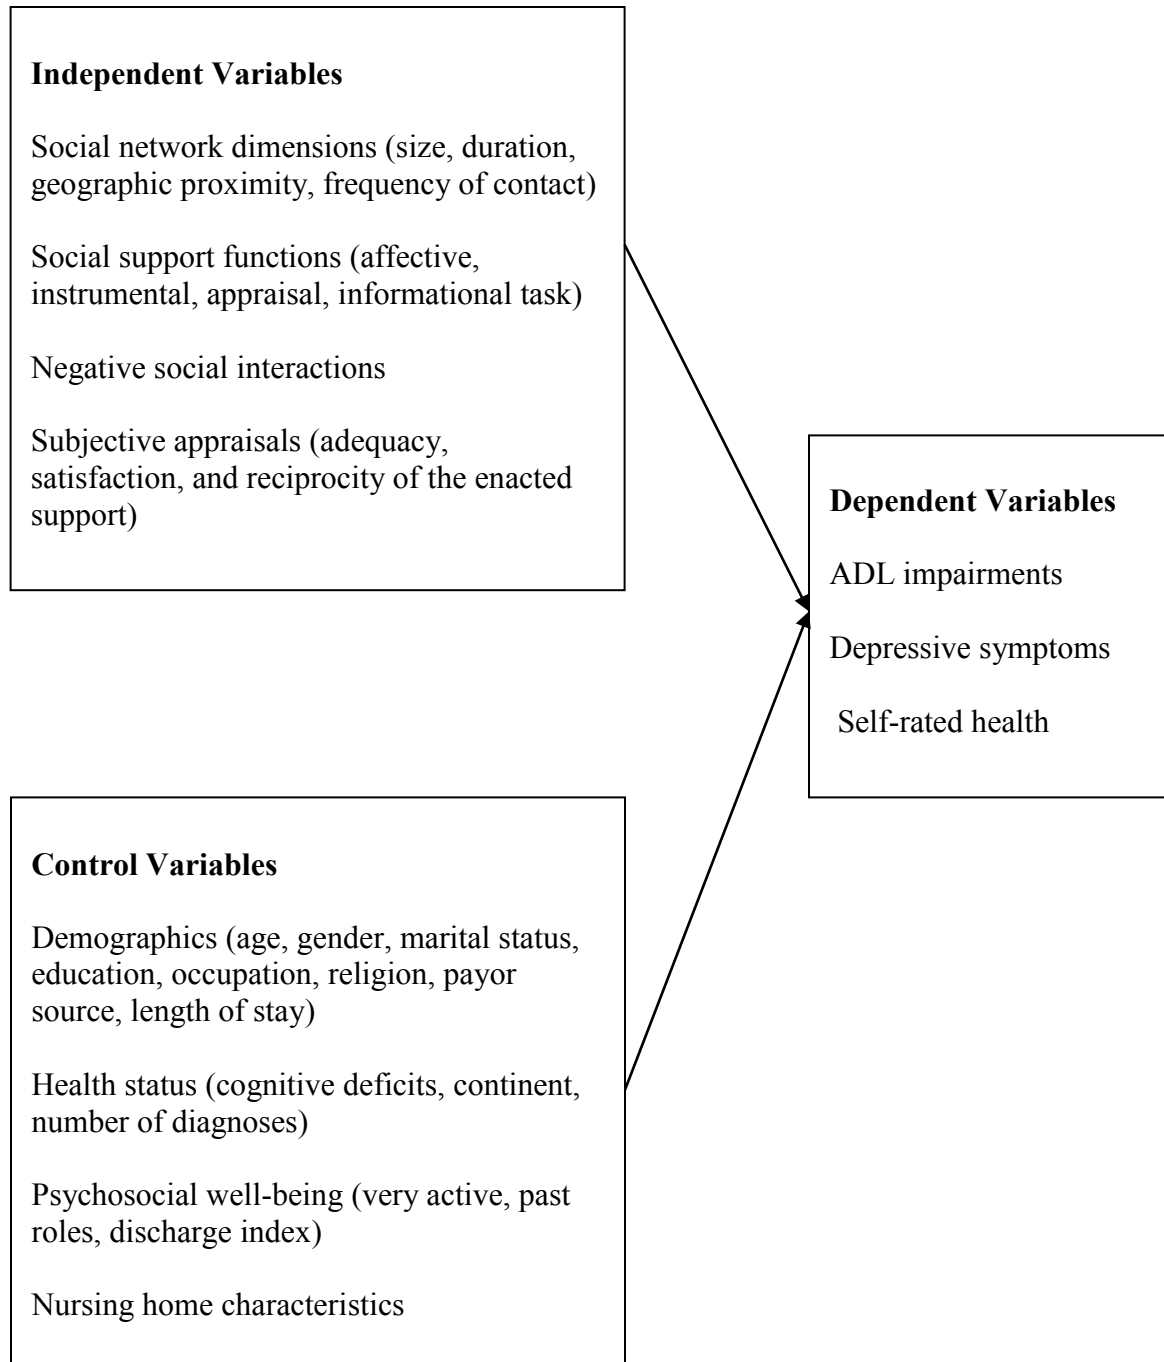 Independent Variables
Social network dimensions (size, duration,
geographic proximity, frequency of contact)
Social support functions (affective,
instrumental, appraisal, informational task)
Negative social interactions
Subjective appraisals (adequacy,
satisfaction, and reciprocity of the enacted
support)
Dependent Variables
ADL impairments
Depressive symptoms
Self-rated health
Control Variables
Demographics (age, gender, marital status,
education, occupation, religion, payor
source, length of stay)
Health status (cognitive deficits, continent,
number of diagnoses)
Psychosocial well-being (very active, past
roles, discharge index)
Nursing home characteristics